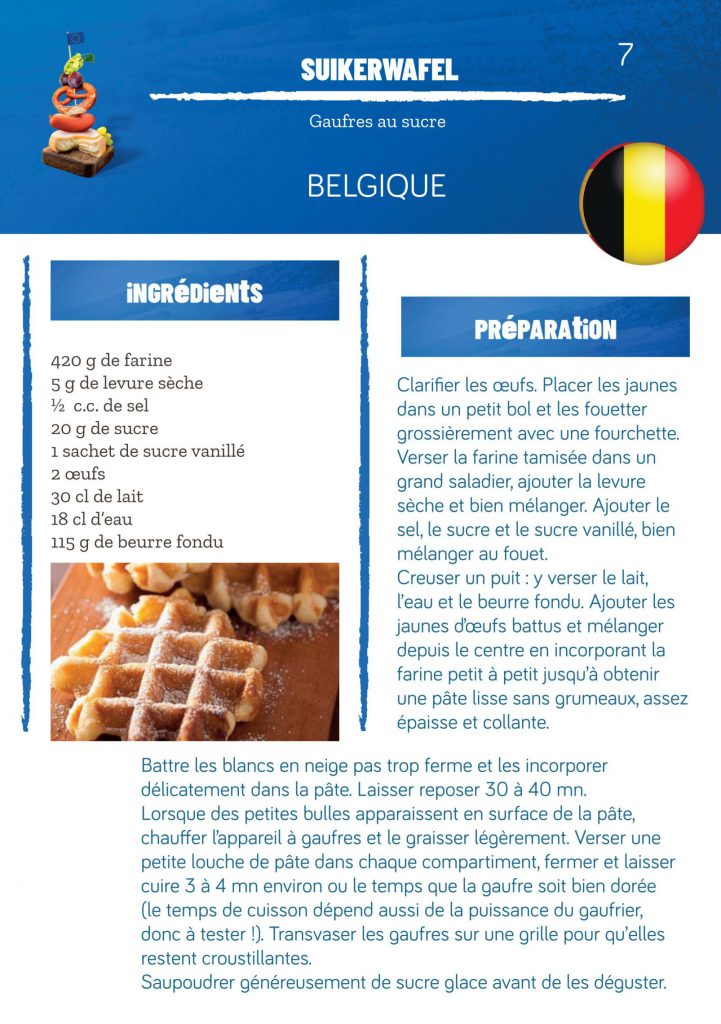 SUIKERWAFEL
7
Gaufres au sucre
BELGIQUE
iNGRédieNtS
420 g de farine
5 g de levure sèche
½ c.c. de sel
20 g de sucre
1 sachet de sucre vanillé
2 œufs
30 cl de lait
18 cl d’eau
115 g de beurre fondu
PRéPARAtiON
Clarifier les œufs. Placer les jaunes
dans un petit bol et les fouetter
grossièrement avec une fourchette.
Verser la farine tamisée dans un
grand saladier, ajouter la levure
sèche et bien mélanger. Ajouter le
sel, le sucre et le sucre vanillé, bien
mélanger au fouet.
Creuser un puit : y verser le lait,
l’eau et le beurre fondu. Ajouter les
jaunes d’œufs battus et mélanger
depuis le centre en incorporant la
farine petit à petit jusqu’à obtenir
une pâte lisse sans grumeaux, assez
épaisse et collante.
Battre les blancs en neige pas trop ferme et les incorporer
délicatement dans la pâte. Laisser reposer 30 à 40 mn.
Lorsque des petites bulles apparaissent en surface de la pâte,
chauffer l’appareil à gaufres et le graisser légèrement. Verser une
petite louche de pâte dans chaque compartiment, fermer et laisser
cuire 3 à 4 mn environ ou le temps que la gaufre soit bien dorée
(le temps de cuisson dépend aussi de la puissance du gaufrier,
donc à tester !). Transvaser les gaufres sur une grille pour qu’elles
restent croustillantes.
Saupoudrer généreusement de sucre glace avant de les déguster.